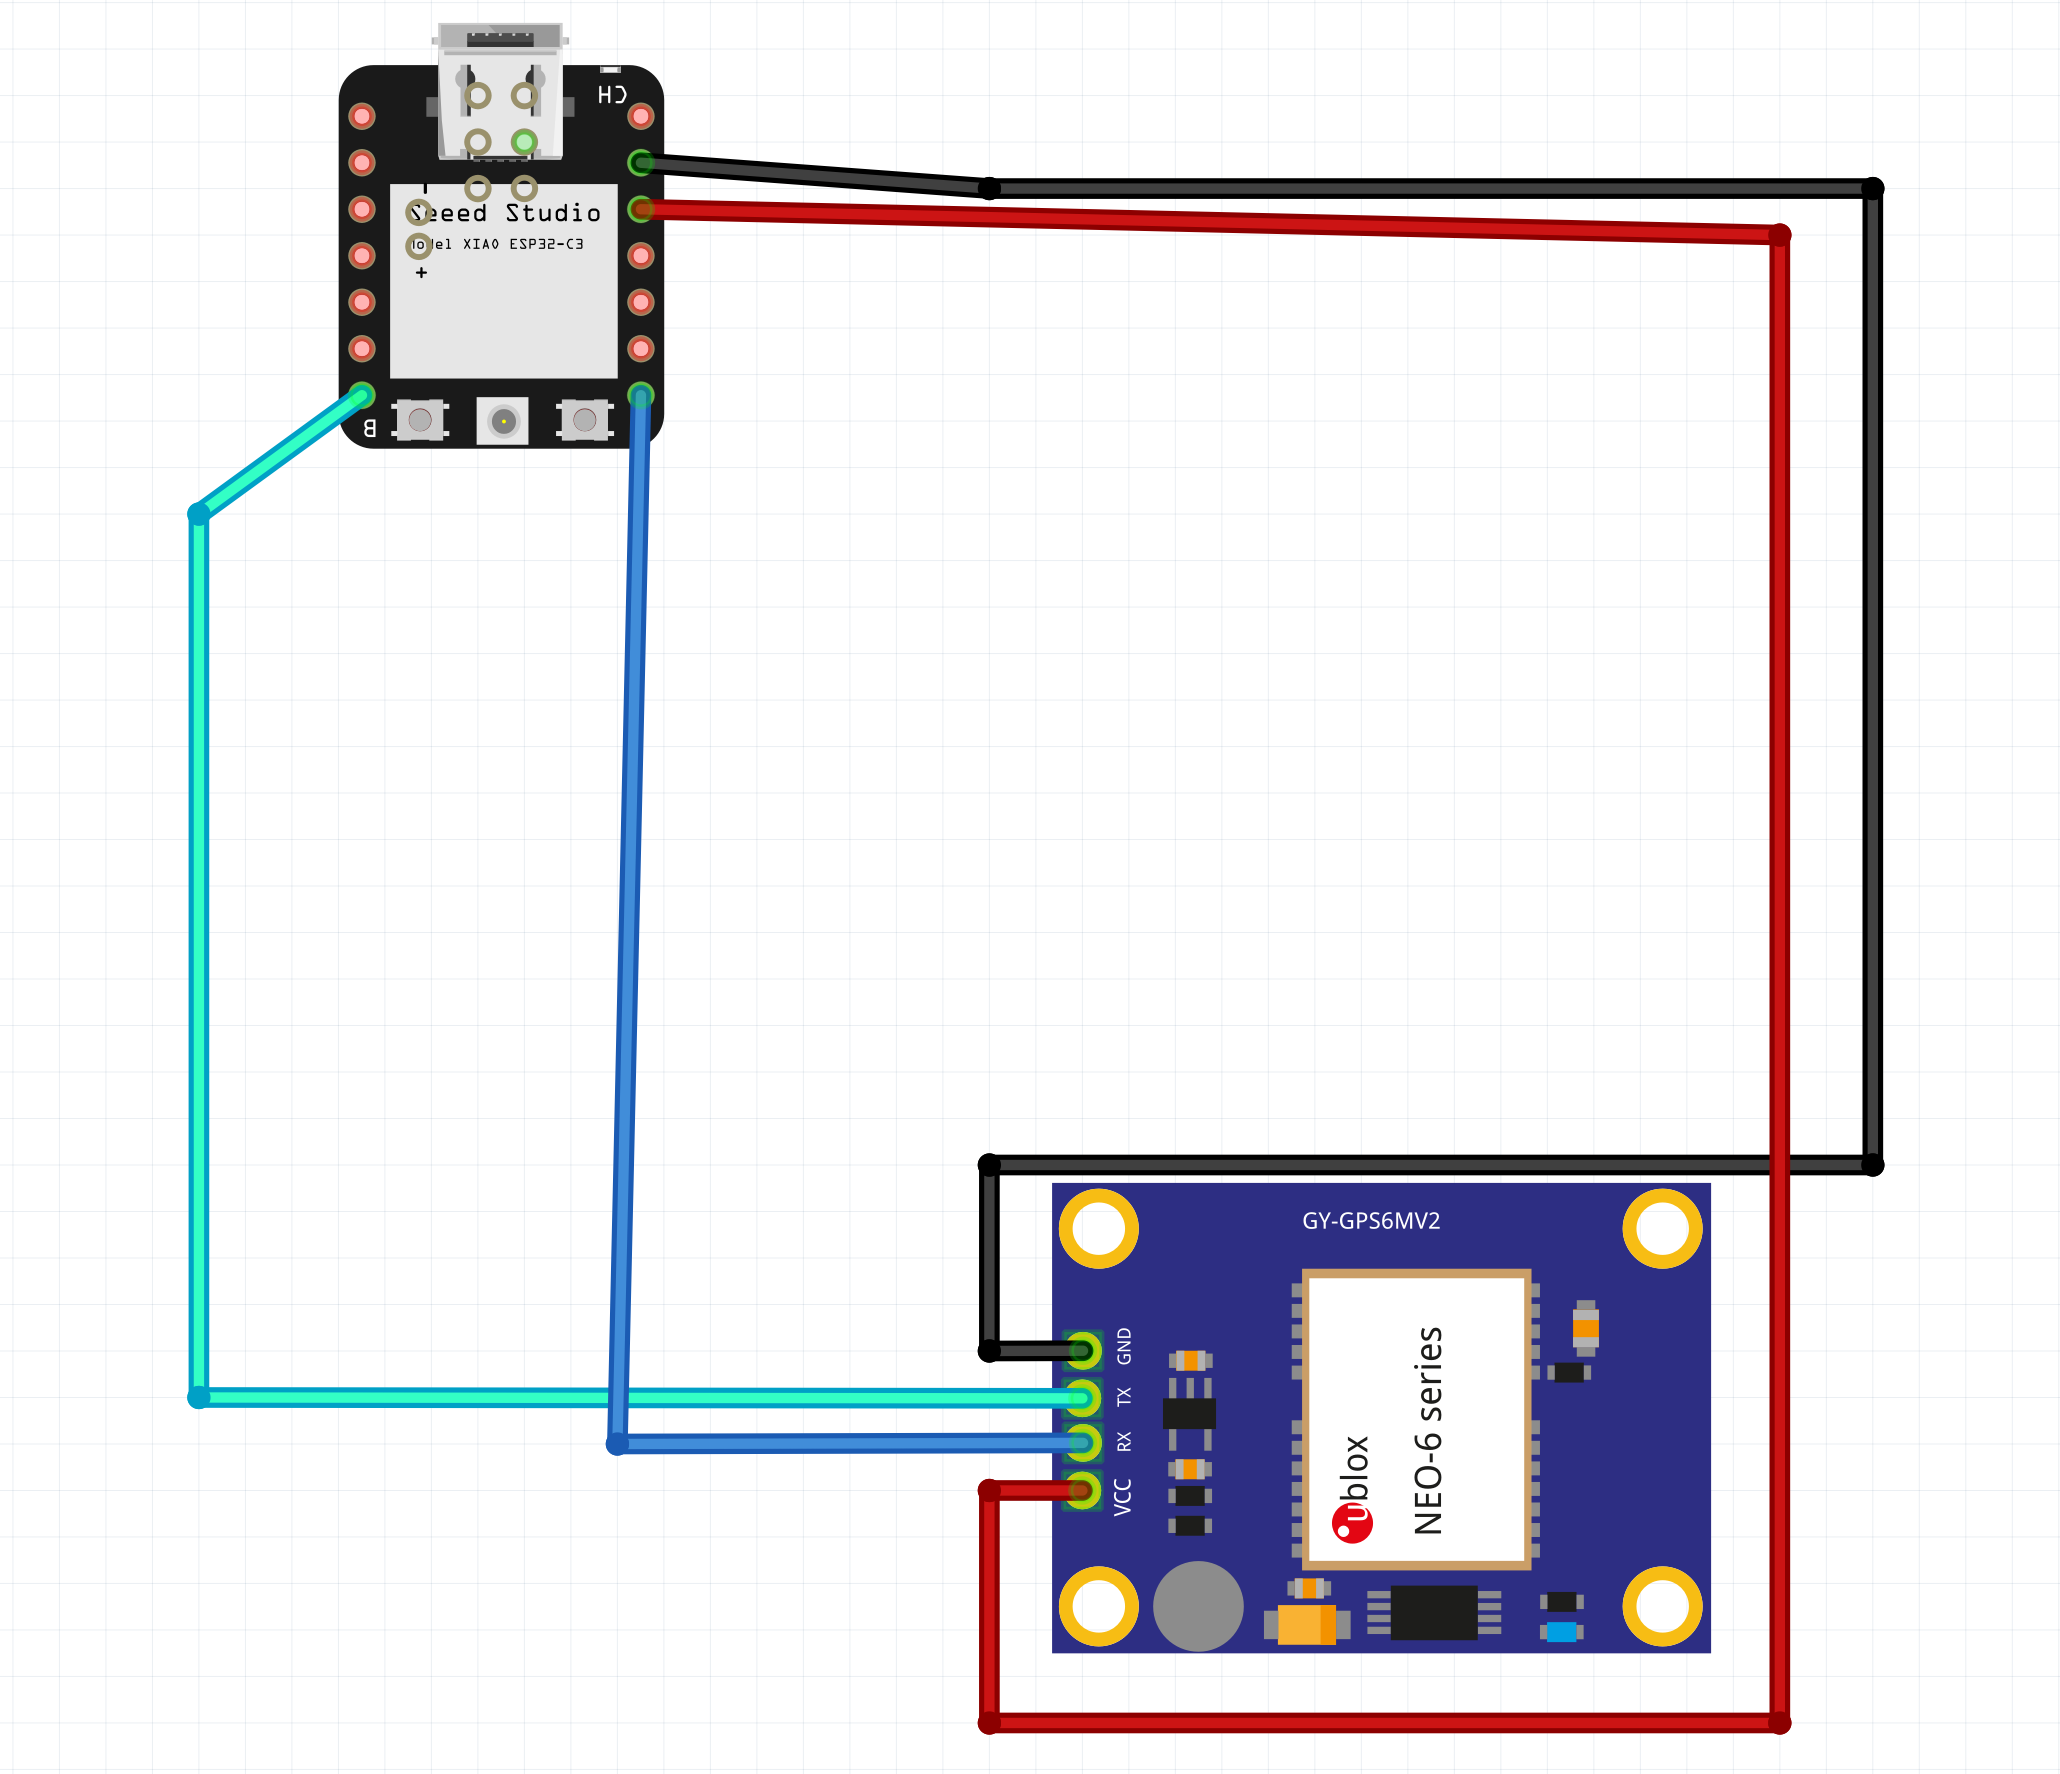 CH
-
Seeed Studio
Model XIAO ESP32-C3
+
B
GY-GPS6MV2
GND
TX
RX
VCC
ublox
NEO-6 series